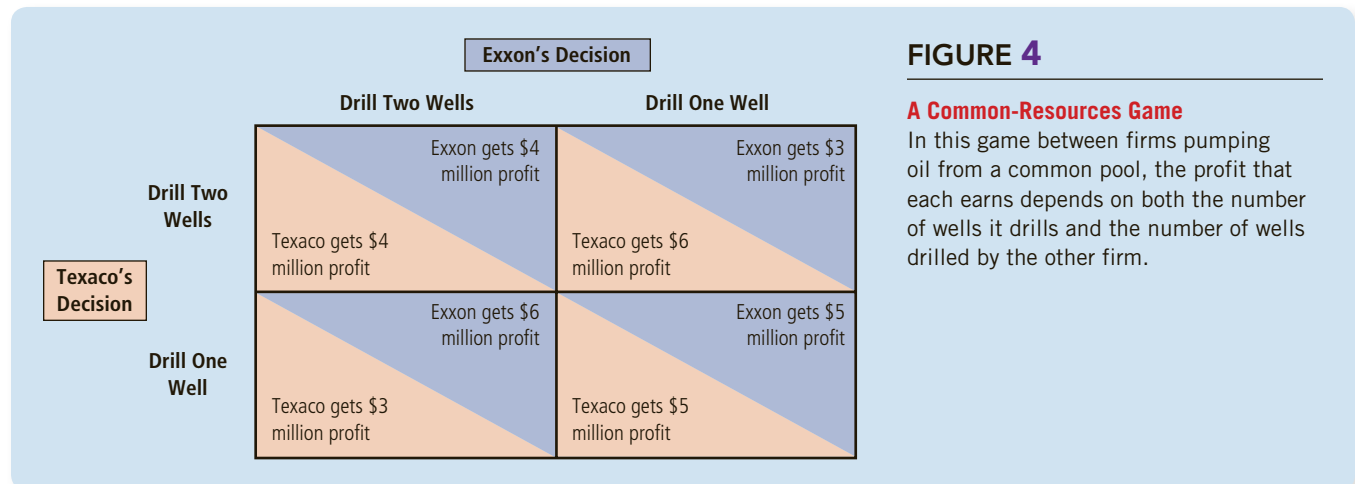 Exxon's Decision
Drill Two Wells
Drill One Well
Texaco's
Decision
Drill Two
Wells
Exxon gets $4
million profit
Texaco gets $4
million profit
Exxon gets $3
million profit
Texaco gets $6
million profit
Drill One
Well
Exxon gets $6
million profit
Texaco gets $3
million profit
Exxon gets $5
million profit
Texaco gets $5
million profit
FIGURE 4
A Common-Resources Game
In this game between firms pumping
oil from a common pool, the profit that
each earns depends on both the number
of wells it drills and the number of wells
drilled by the other firm.